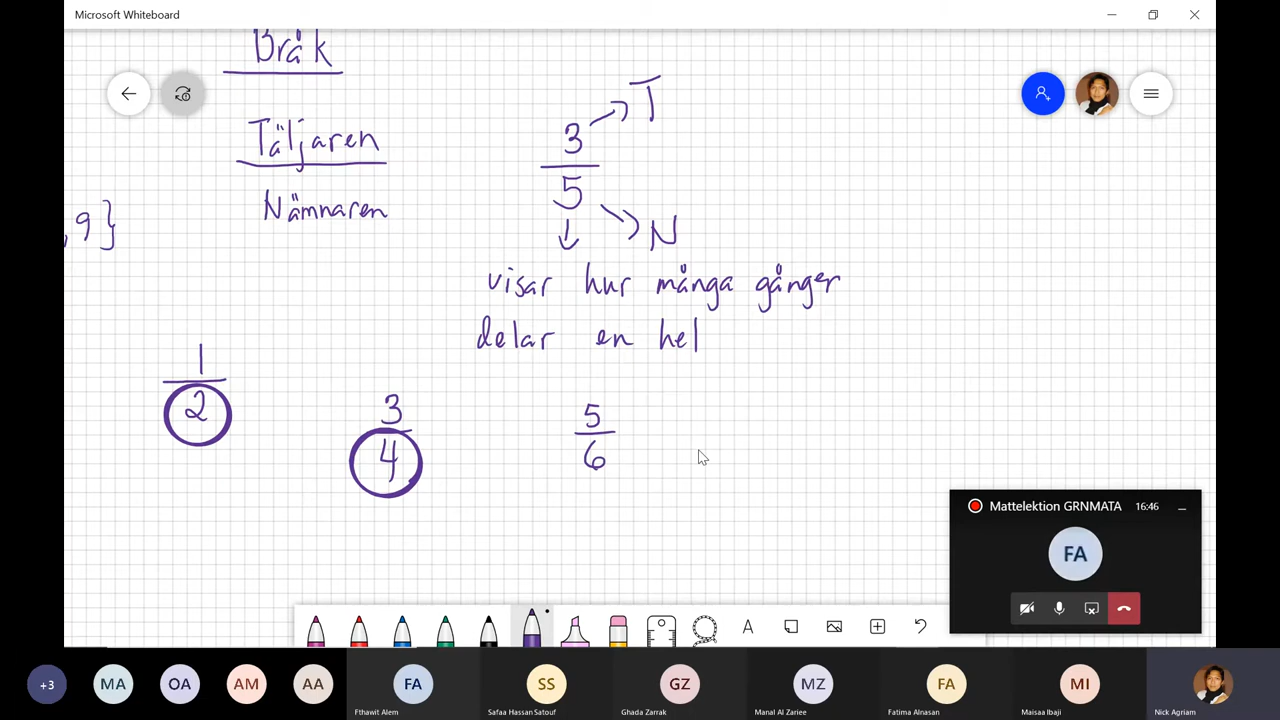 Microsoft Whiteboard
Bråk
Täljaren
Nämnaren
,9}
3
5
T
N
visar hur många gånger
delar en hel
1
2
3
4
5
6
Mattelektion GRNMATA 16:46
FA
A
+3
MA
OA
AM
AA
FA
Fthawit Alem
SS
Safaa Hassan Satouf
GZ
Ghada Zarrak
MZ
Manal Al Zariee
FA
Fatima Alnasan
MI
Maisaa Ibaji
Nick Agriam